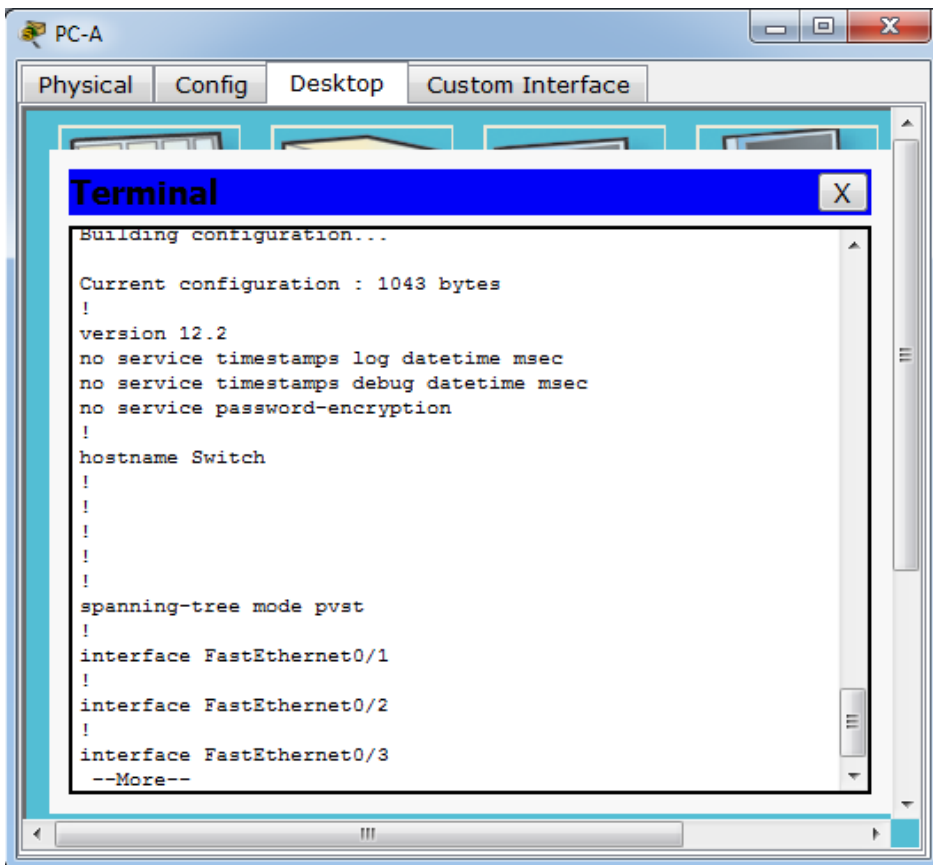 PC-A
X
Physical Config Desktop Custom Interface
Terminal X
Building configuration...
Current configuration : 1043 bytes
!
version 12.2
no service timestamps log datetime msec
no service timestamps debug datetime msec
no service password-encryption
!
hostname Switch
!
!
!
!
!
spanning-tree mode pvst
!
interface FastEthernet0/1
!
interface FastEthernet0/2
!
interface FastEthernet0/3
--More--